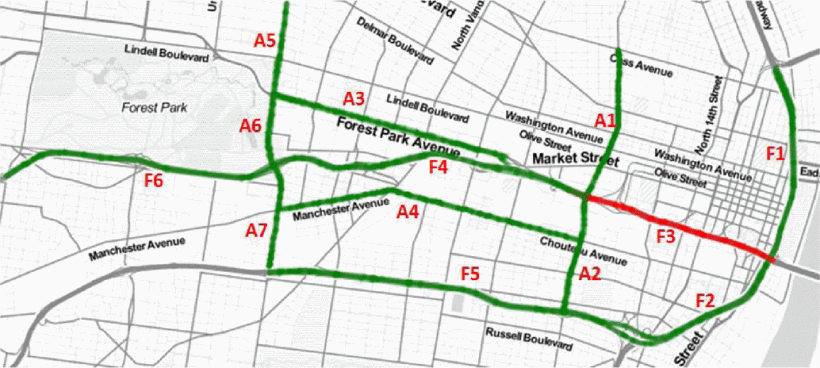 Lindell Boulevard
Forest Park
A5
A6
A3
Delmar Boulevard
North Vand
Lindell Boulevard
Forest Park Avenue
Cass Avenue
A1
Washington Avenue
Olive Street
Market Street
North 14th Street
Washington Avenue
Olive Street
F1
Ead
F6
F4
Manchester Avenue
A4
A7
Manchester Avenue
F3
Chouteau Avenue
A2
F5
F2
Russell Boulevard
Street